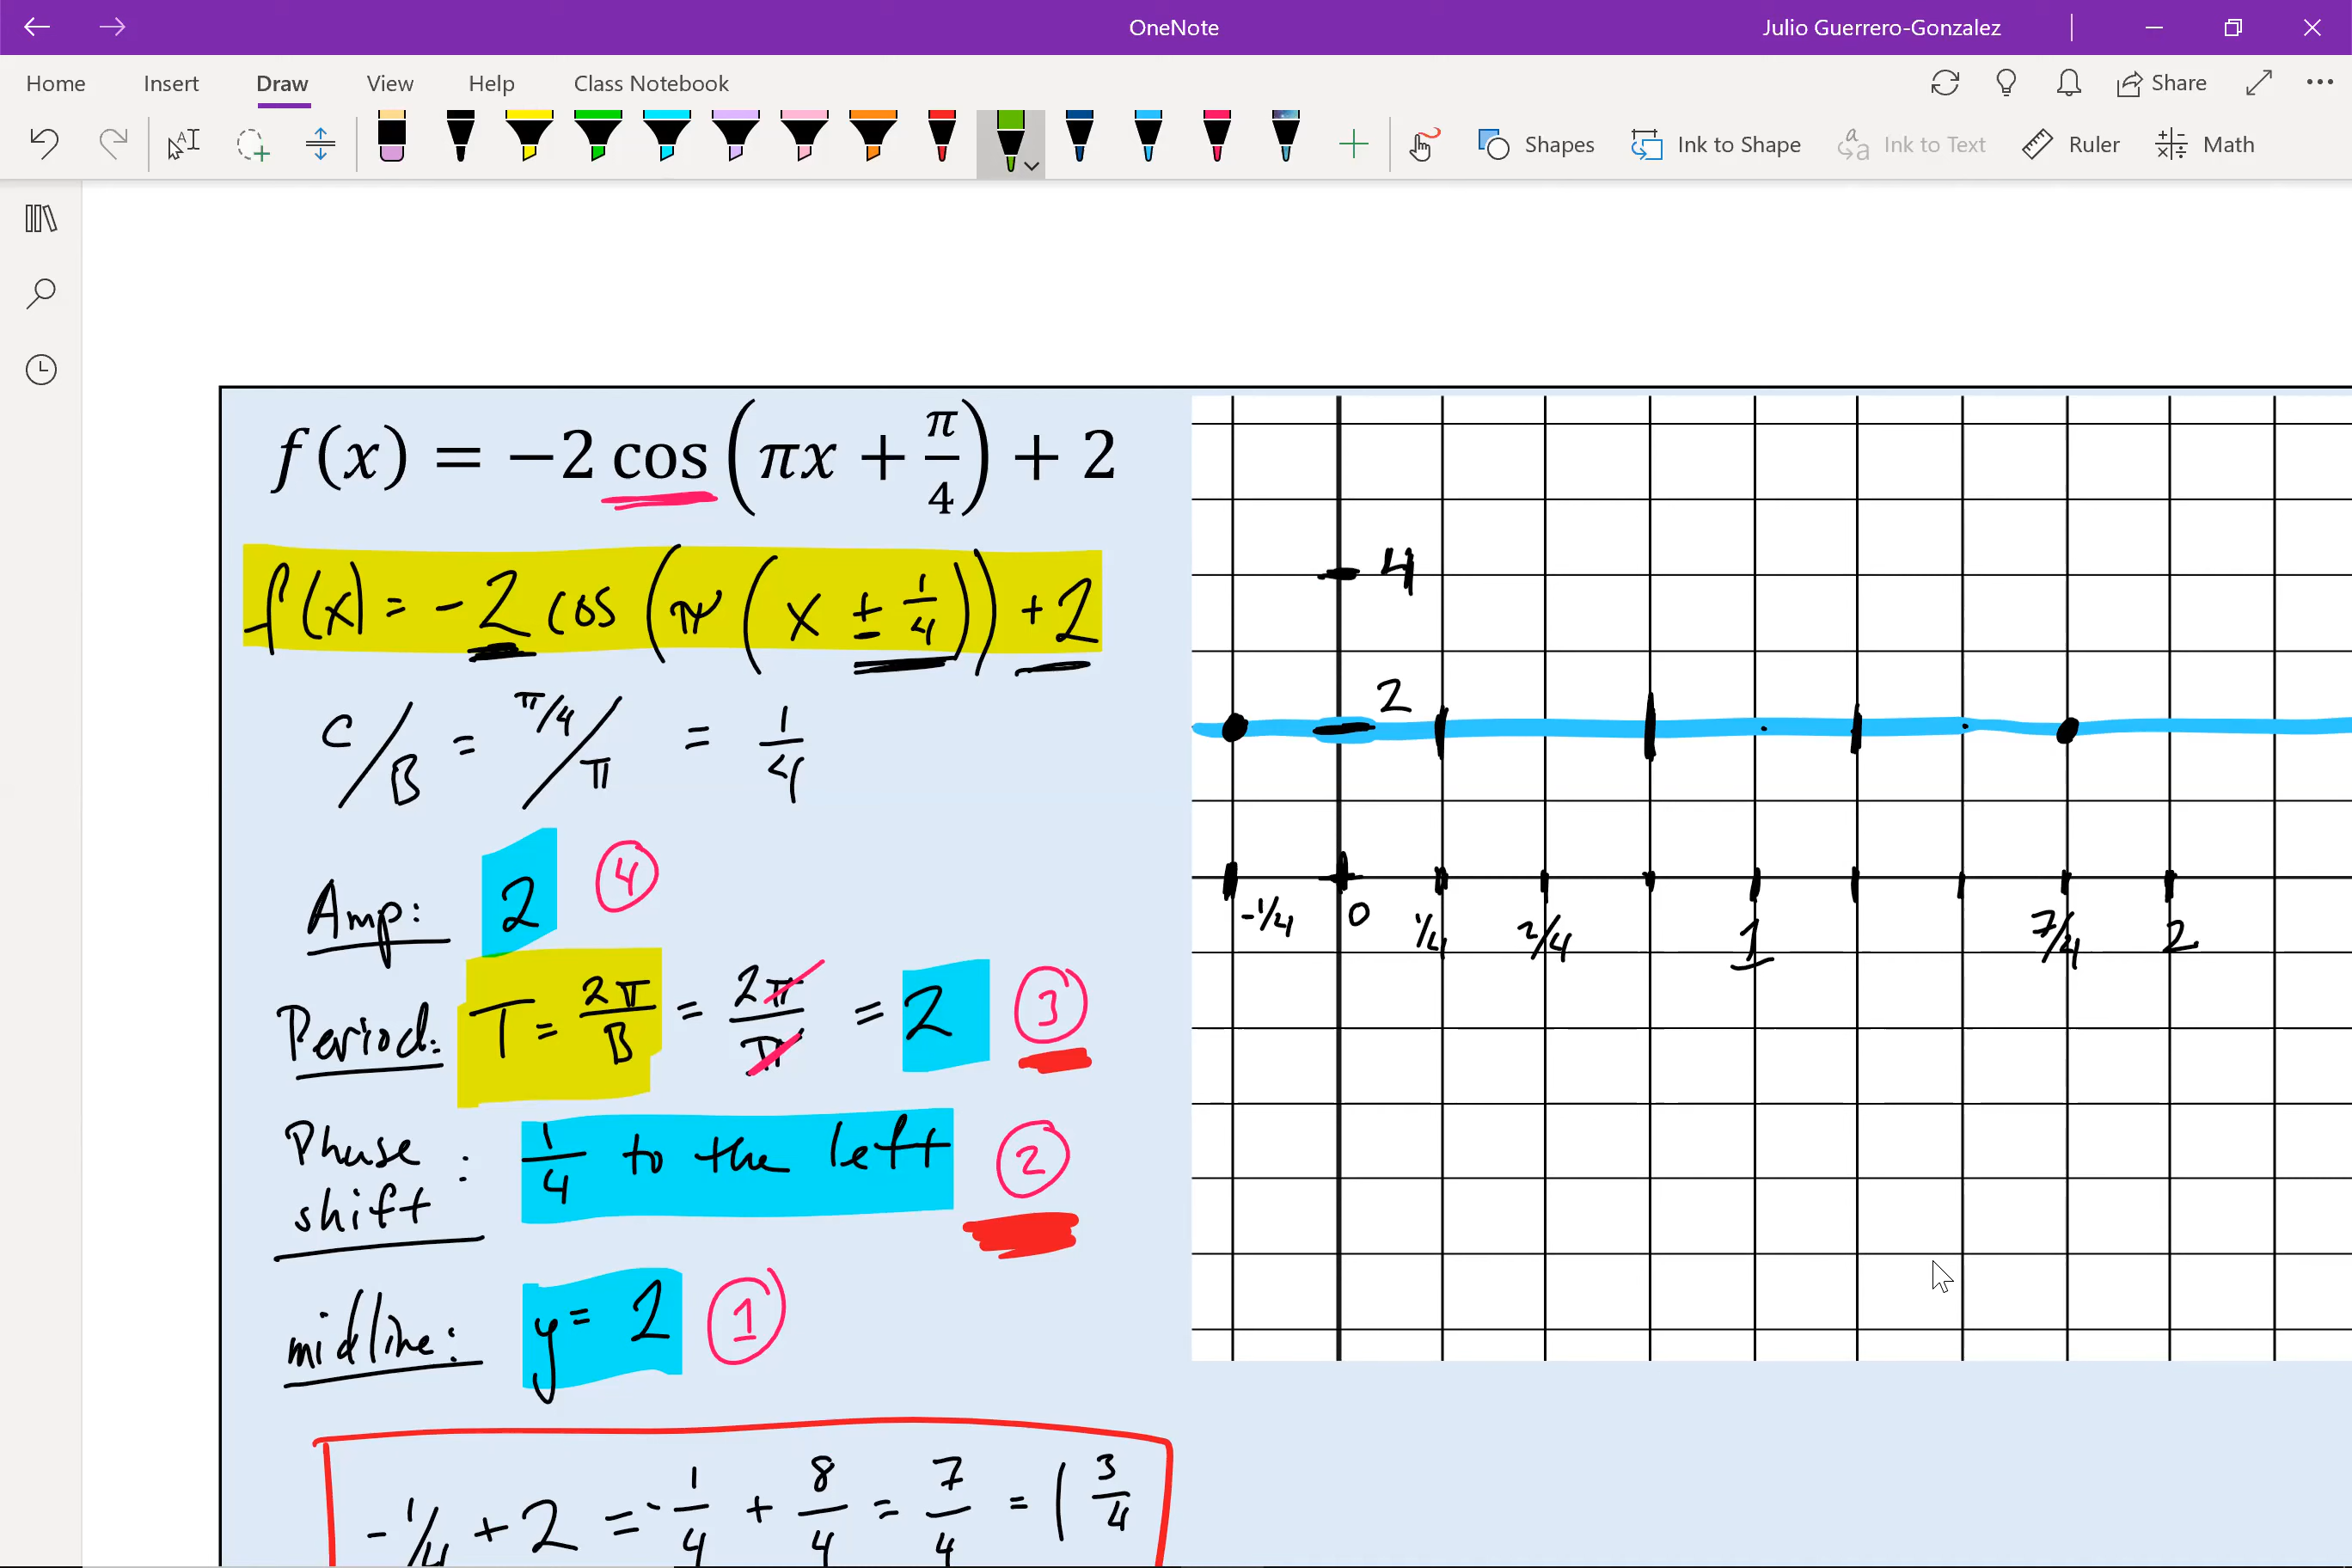 OneNote
Julio Guerrero-Gonzalez
Home Insert Draw View Help Class Notebook
Share
Shapes Ink to Shape Ink to Text Ruler Math
f(x) = −2 cos(πx + π/4) + 2
f(x) = -2 cos(π(x ± 1/4)) +2
C/B = π/4/π = 1/4
Amp: 2 ④
Period: T = 2π/B = 2π/π = 2 ③
Phase shift: 1/4 to the left ②
midline: y = 2 ①
-1/4 + 2 = -1/4 + 8/4 = 7/4 = 1 3/4
4
2
-1/4 0 1/4 2/4 1 7/4 2